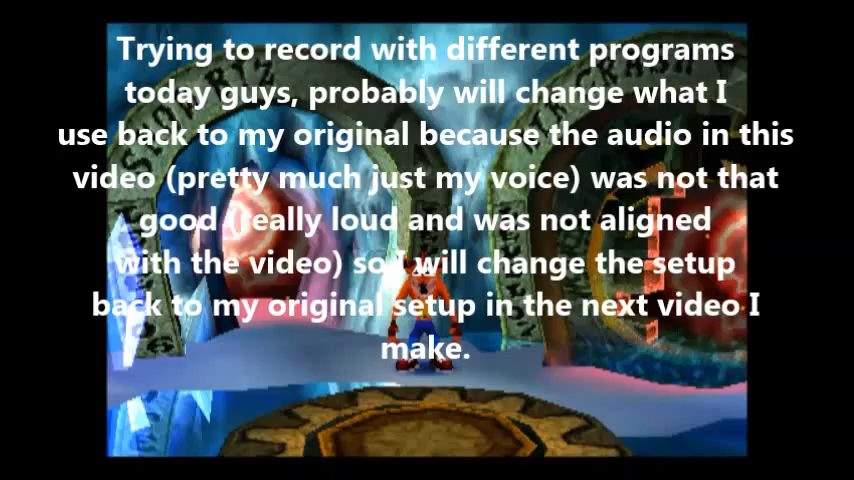 Trying to record with different programs
today guys, probably will change what I
use back to my original because the audio in this
video (pretty much just my voice) was not that
good (really loud and was not aligned
with the video) so I will change the setup
back to my original setup in the next video I
make.
CRASH